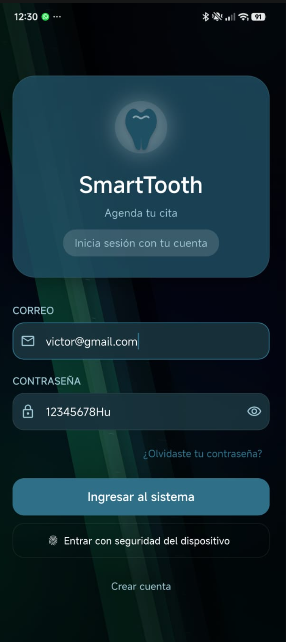 12:30
91
SmartTooth
Agenda tu cita
Inicia sesión con tu cuenta
CORREO
victor@gmail.com
CONTRASEÑA
12345678Hu
¿Olvidaste tu contraseña?
Ingresar al sistema
Entrar con seguridad del dispositivo
Crear cuenta